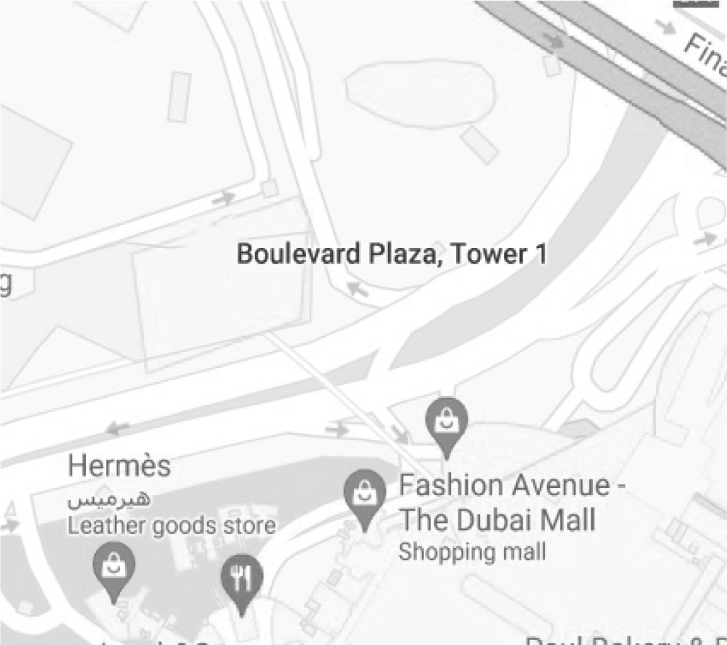 Boulevard Plaza, Tower 1
g
Hermès
هيرميس
Leather goods store
Fashion Avenue -
The Dubai Mall
Shopping mall